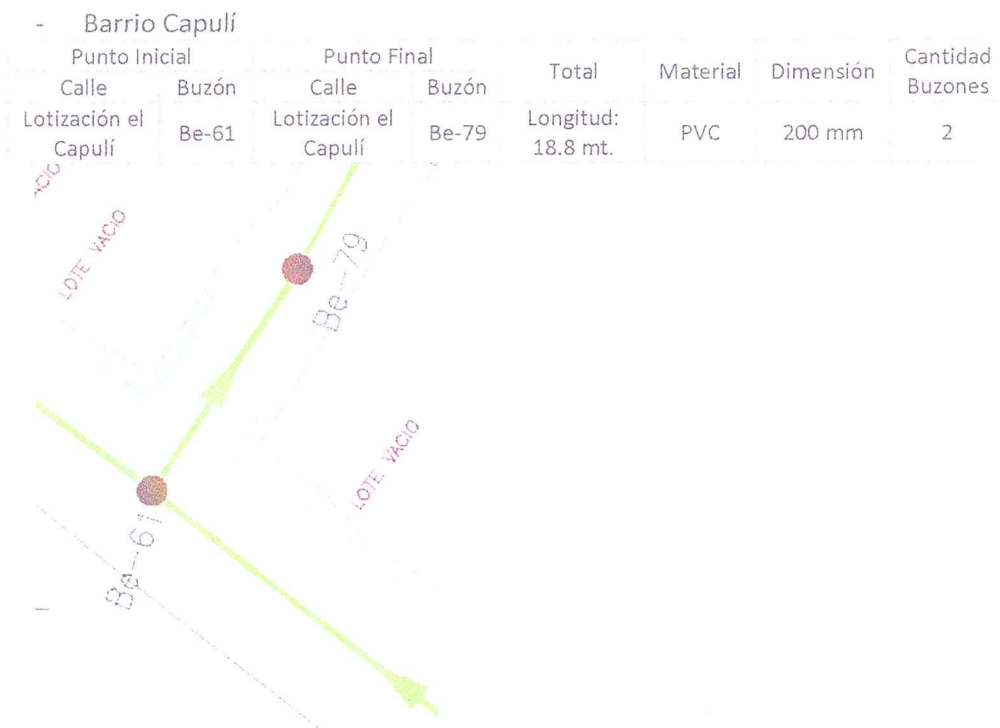 - Barrio Capulí
Punto Inicial Punto Final Total Material Dimensión Cantidad Buzones
Calle Buzón Calle Buzón
Lotización el Capulí Be-61 Lotización el Capulí Be-79 Longitud: 18.8 mt. PVC 200 mm 2
LOTE VACIO
Be-79
LOTE VACIO
Be-61